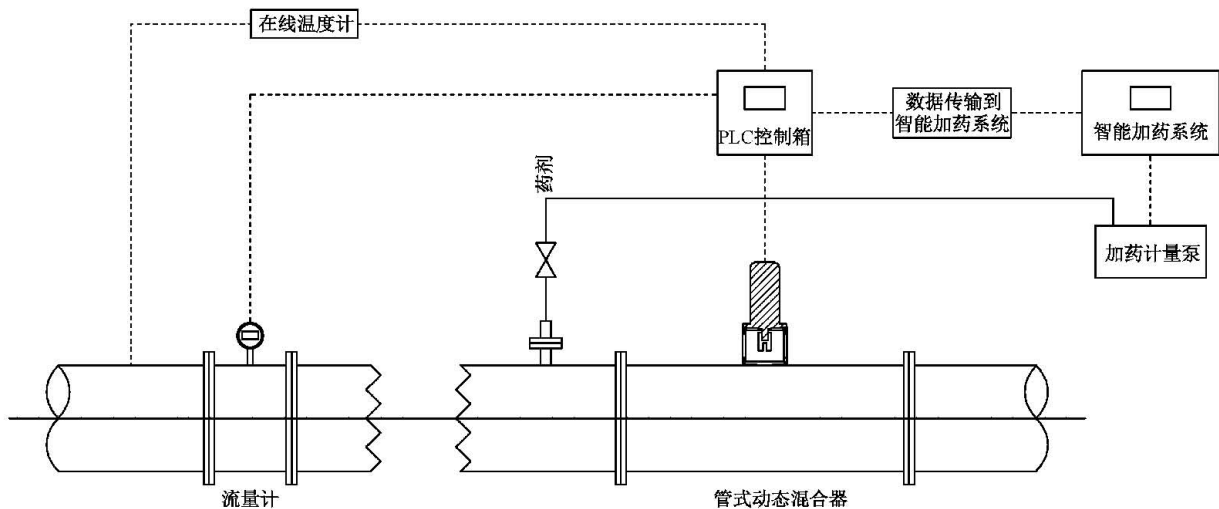 在线温度计
PLC控制箱
数据传输到
智能加药系统
智能加药系统
药剂
加药计量泵
流量计
管式动态混合器